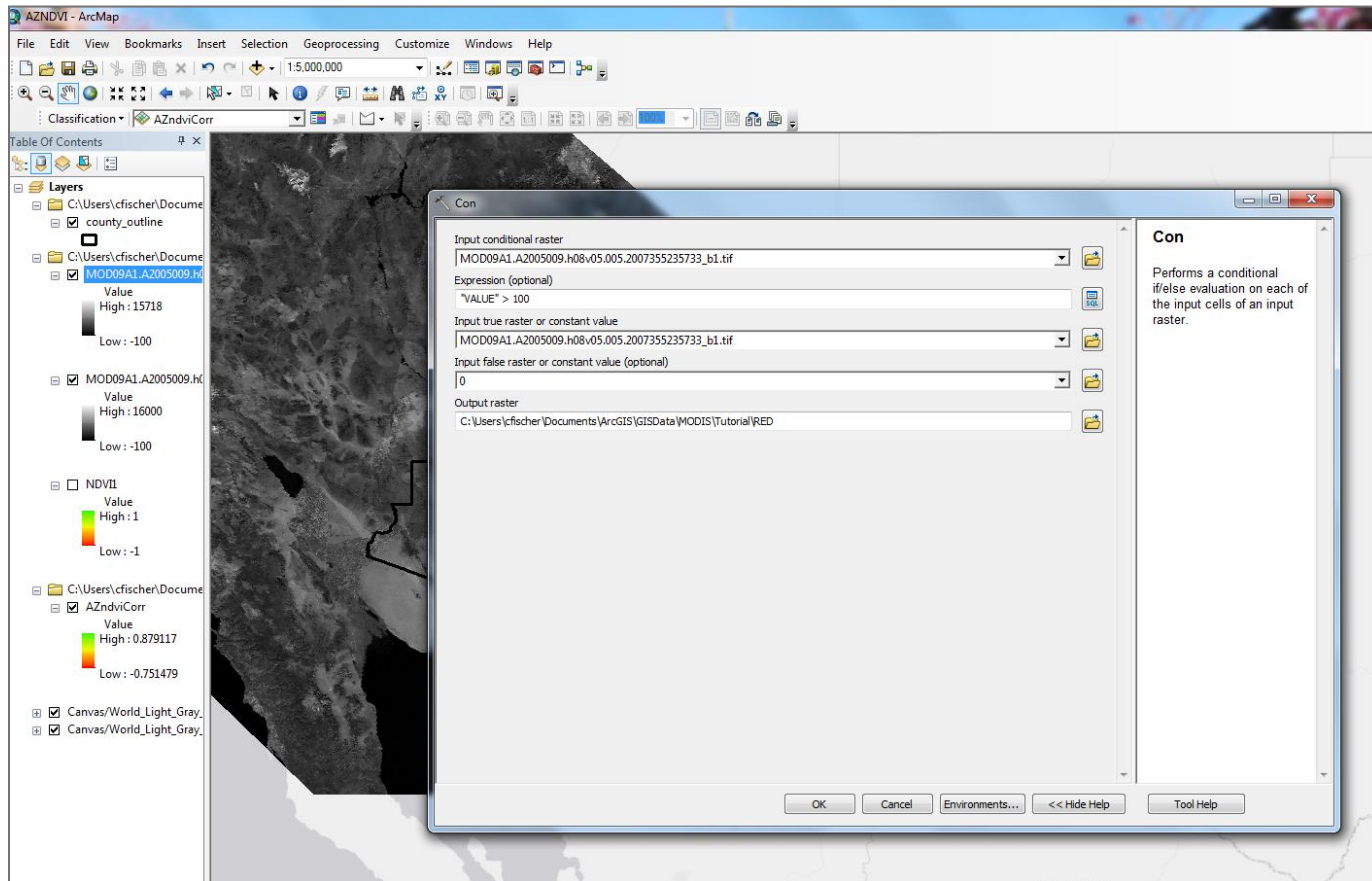 AZNDVI - ArcMap
File Edit View Bookmarks Insert Selection Geoprocessing Customize Windows Help
1:5,000,000
Classification AZndviCorr
100%
Table Of Contents
Layers
C:\Users\cfischer\Docume
county_outline
C:\Users\cfischer\Docume
MOD09A1.A2005009.h0
Value
High : 15718
Low : -100
MOD09A1.A2005009.h0
Value
High : 16000
Low : -100
NDVI1
Value
High : 1
Low : -1
C:\Users\cfischer\Docume
AZndviCorr
Value
High : 0.879117
Low : -0.751479
Canvas/World_Light_Gray_
Canvas/World_Light_Gray_
Con
Input conditional raster
MOD09A1.A2005009.h08v05.005.2007355235733_b1.tif
Expression (optional)
"VALUE" > 100
SQL
Input true raster or constant value
MOD09A1.A2005009.h08v05.005.2007355235733_b1.tif
Input false raster or constant value (optional)
0
Output raster
C:\Users\cfischer\Documents\ArcGIS\GISData\MODIS\Tutorial\RED
OK Cancel Environments... << Hide Help Tool Help
Con
Performs a conditional
if/else evaluation on each of
the input cells of an input
raster.